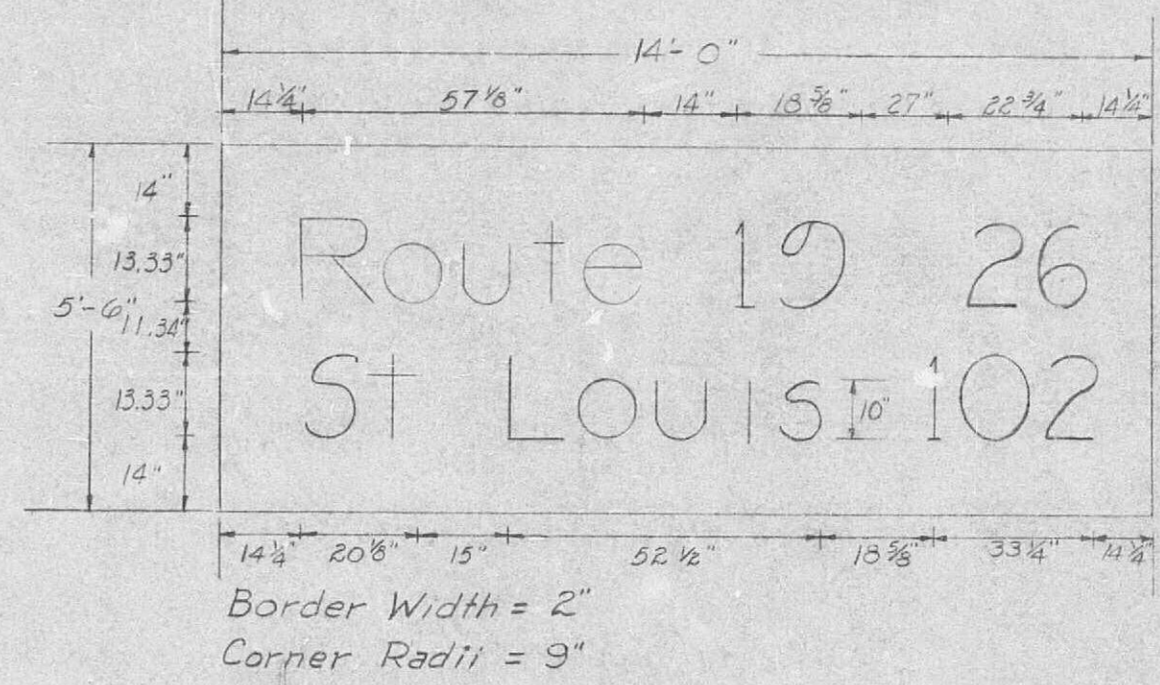 14'-0"
14¼" 57⅛" 14" 18⅝" 27" 22¾" 14¼"
14"
13.33"
5'-6"
11.34"
13.33"
14"
Route 19 26
St Louis 10" 102
14¼" 20⅛" 15" 52½" 18⅝" 33¼" 14¼"
Border Width = 2"
Corner Radii = 9"